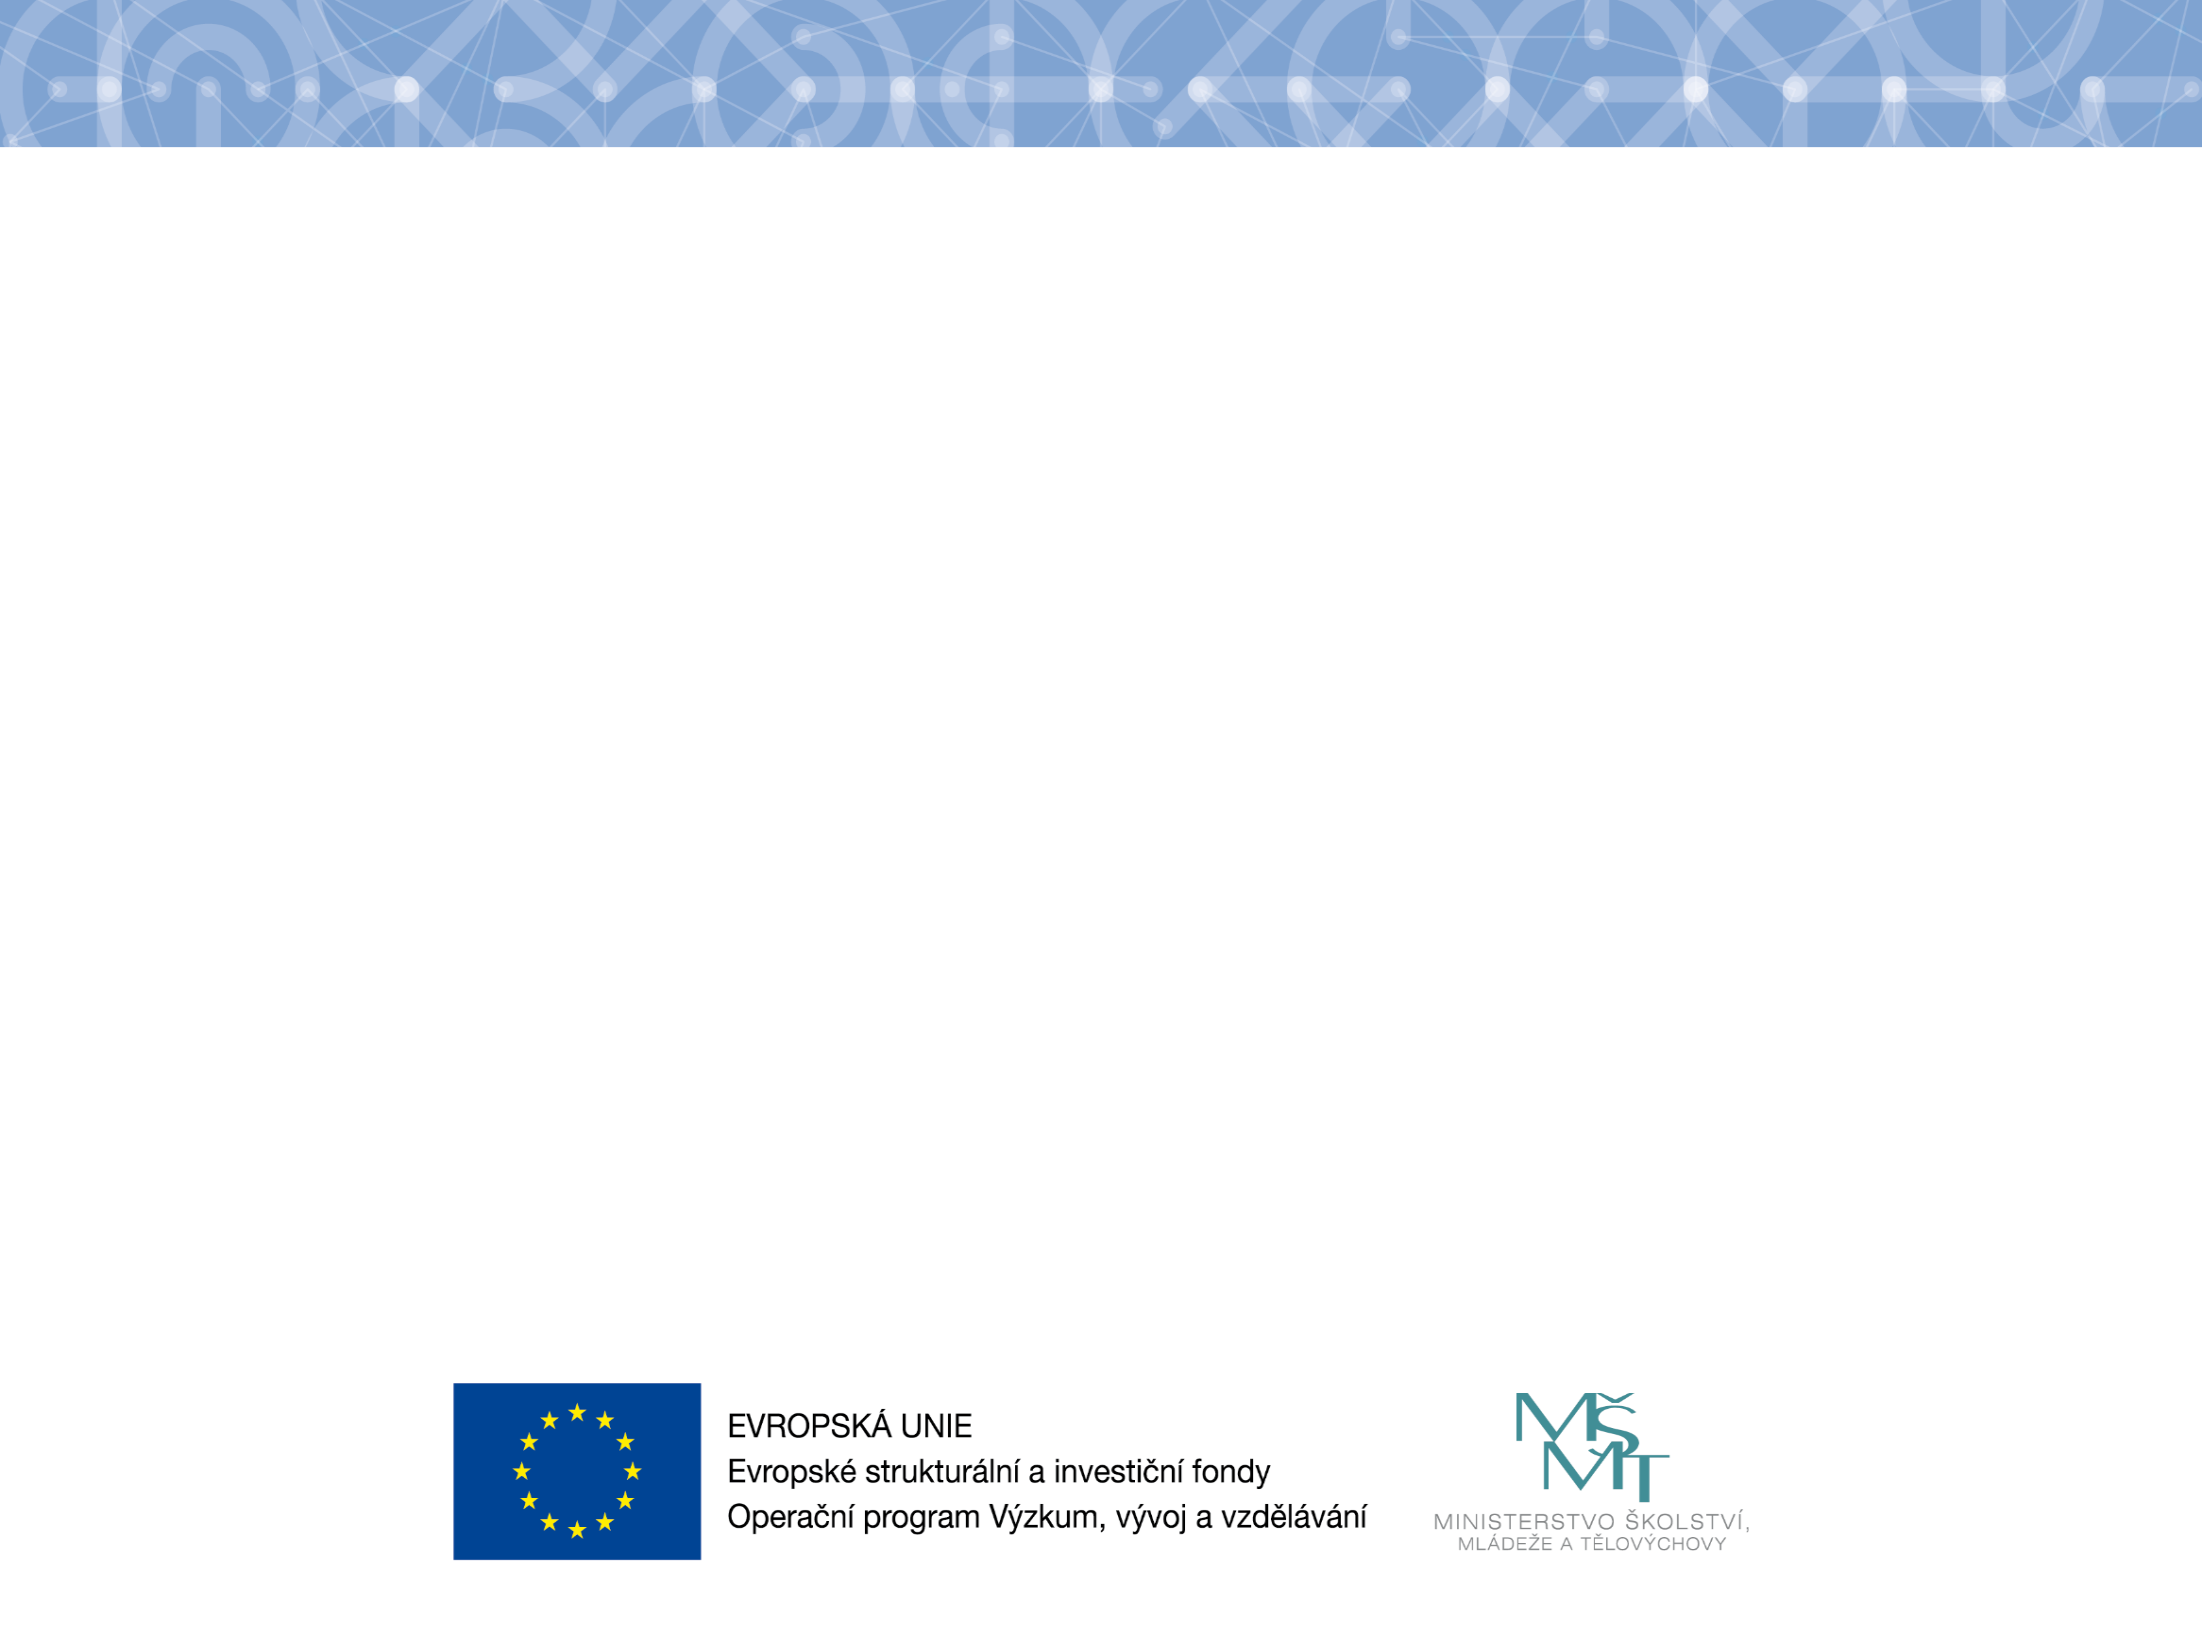 EVROPSKÁ UNIE
Evropské strukturální a investiční fondy
Operační program Výzkum, vývoj a vzdělávání
MŠMT
MINISTERSTVO ŠKOLSTVÍ,
MLÁDEŽE A TĚLOVÝCHOVY